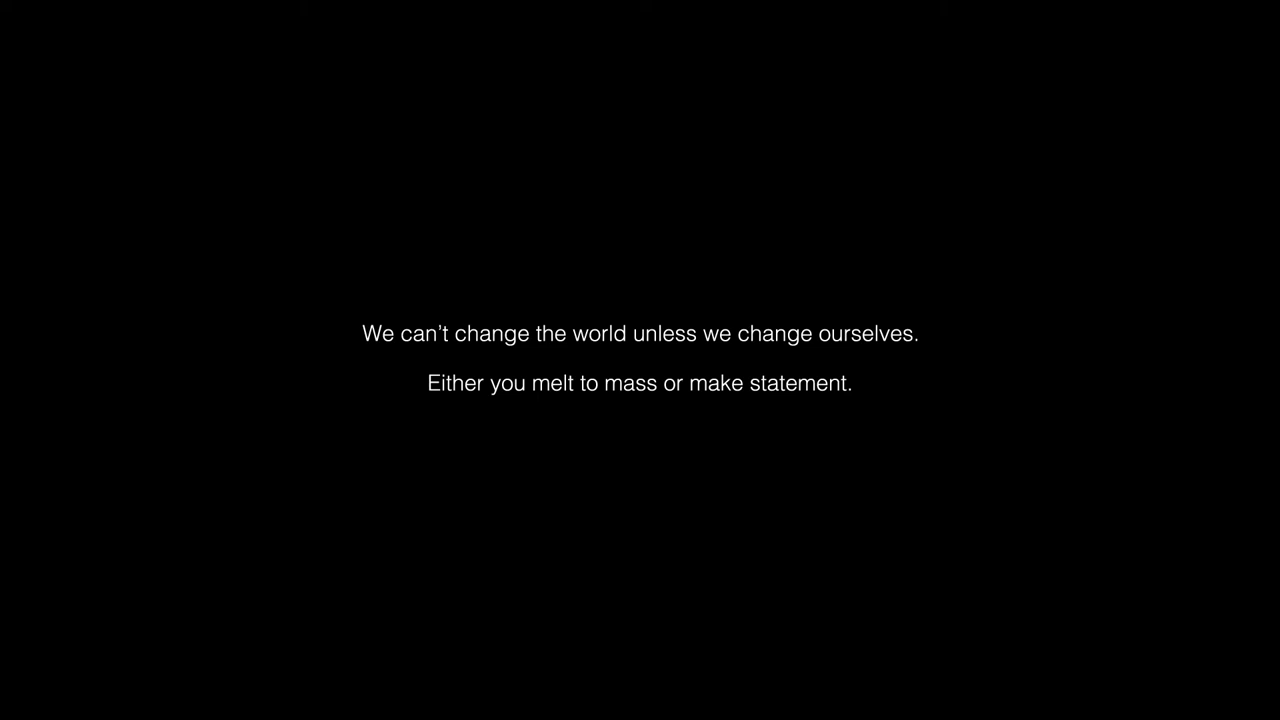 We can’t change the world unless we change ourselves.
Either you melt to mass or make statement.